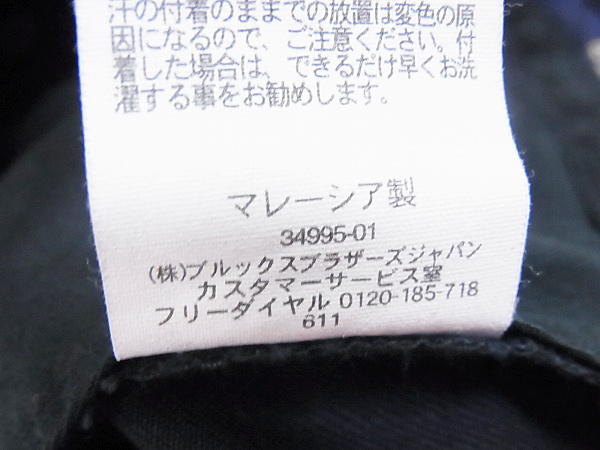 汗の付着のままでの放置は変色の原
因になるので、ご注意ください。付
着した場合は、できるだけ早くお洗
濯する事をお勧めします。
マレーシア製
34995-01
(株)ブルックスブラザーズジャパン
カスタマーサービス室
フリーダイヤル 0120-185-718
611